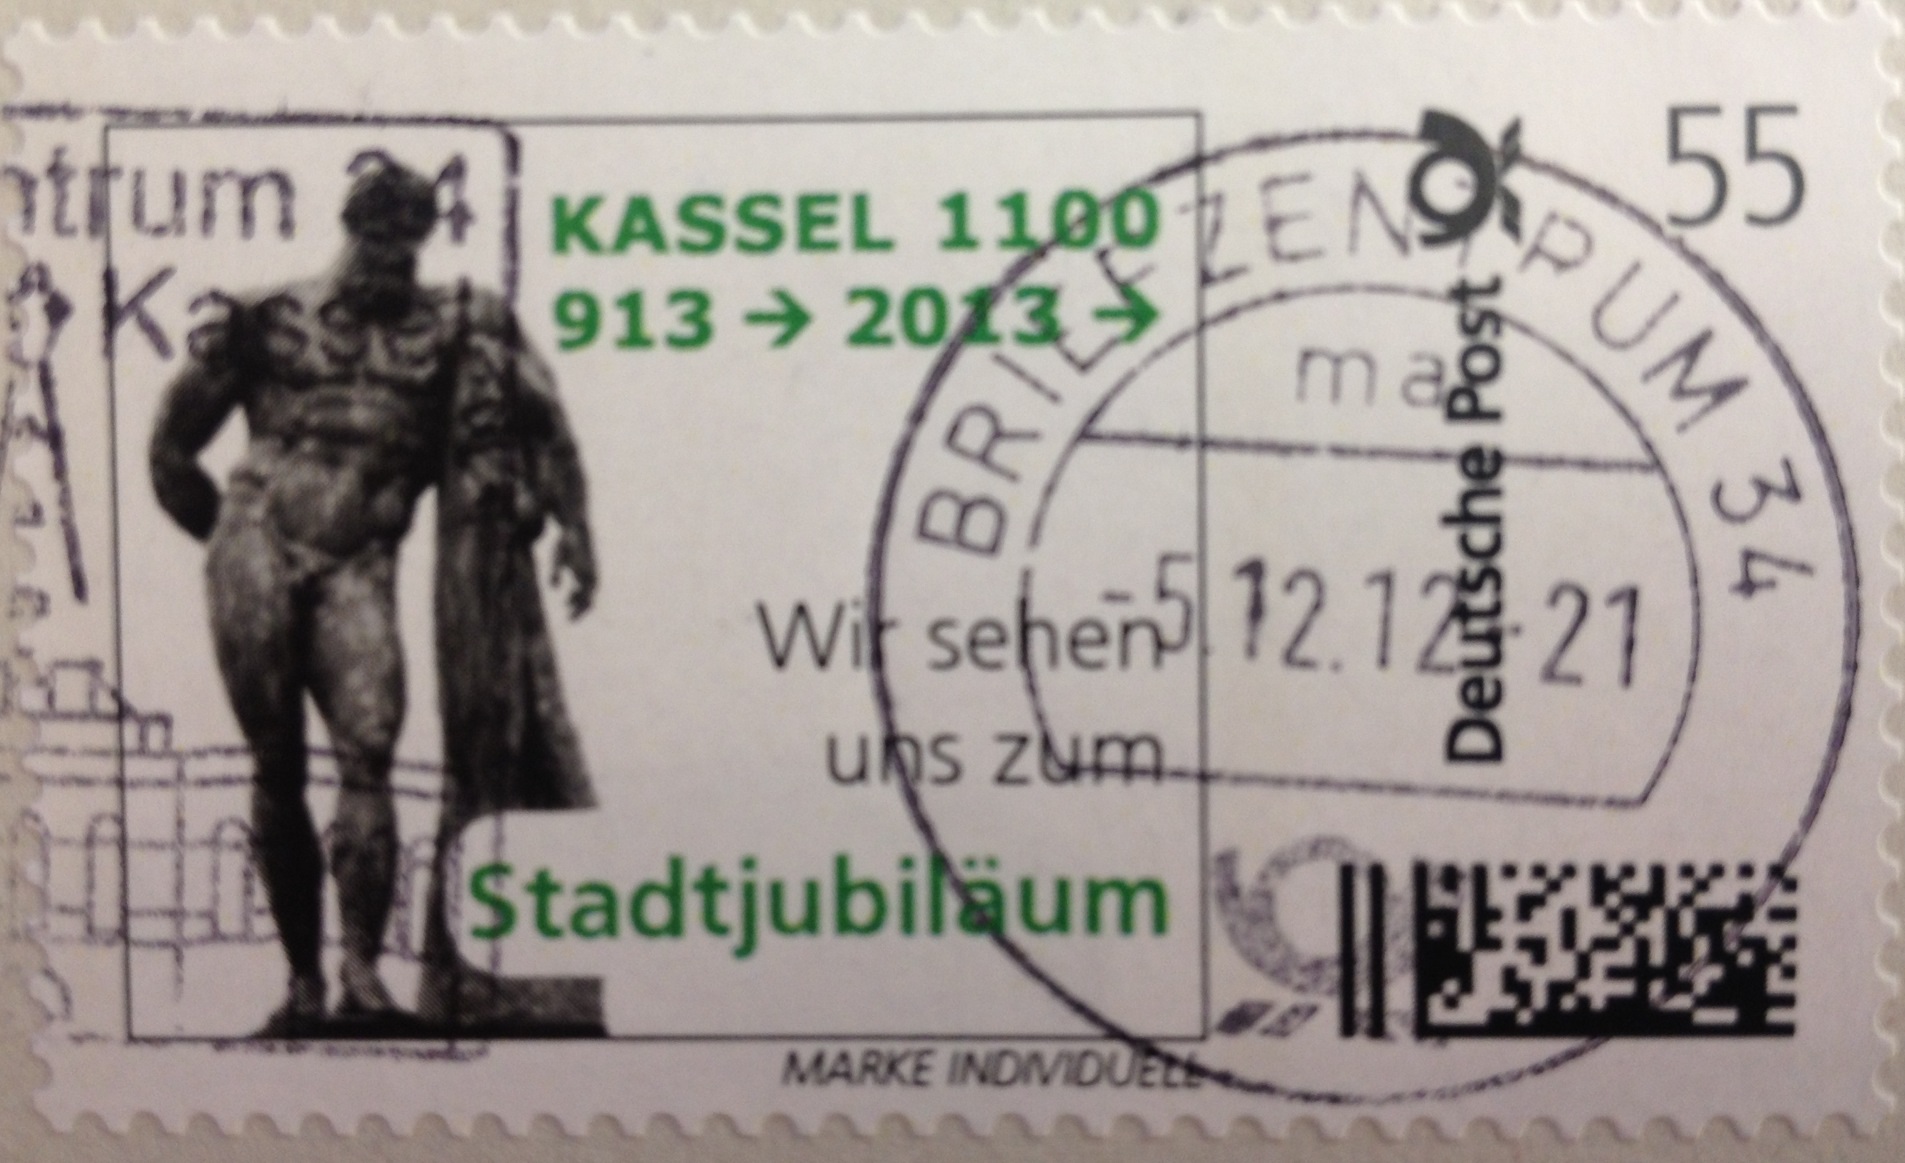 KASSEL 1100
913 → 2013 →
Wir sehen
uns zum
Stadtjubiläum
MARKE INDIVIDUELL
55
Deutsche Post
BRIEFZENTRUM 34
ma
-5.12.12.-21
ntrum 34
Kassel